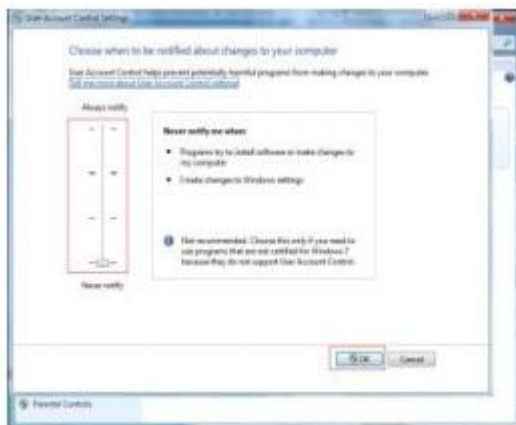 User Account Control Settings
Choose when to be notified about changes to your computer
User Account Control helps prevent potentially harmful programs from making changes to your computer.
Tell me more about User Account Control settings
Always notify
Never notify me when:
Programs try to install software or make changes to
my computer
I make changes to Windows settings
Not recommended. Choose this only if you need to
use programs that are not certified for Windows 7
because they do not support User Account Control.
Never notify
OK
Cancel
Parental Controls